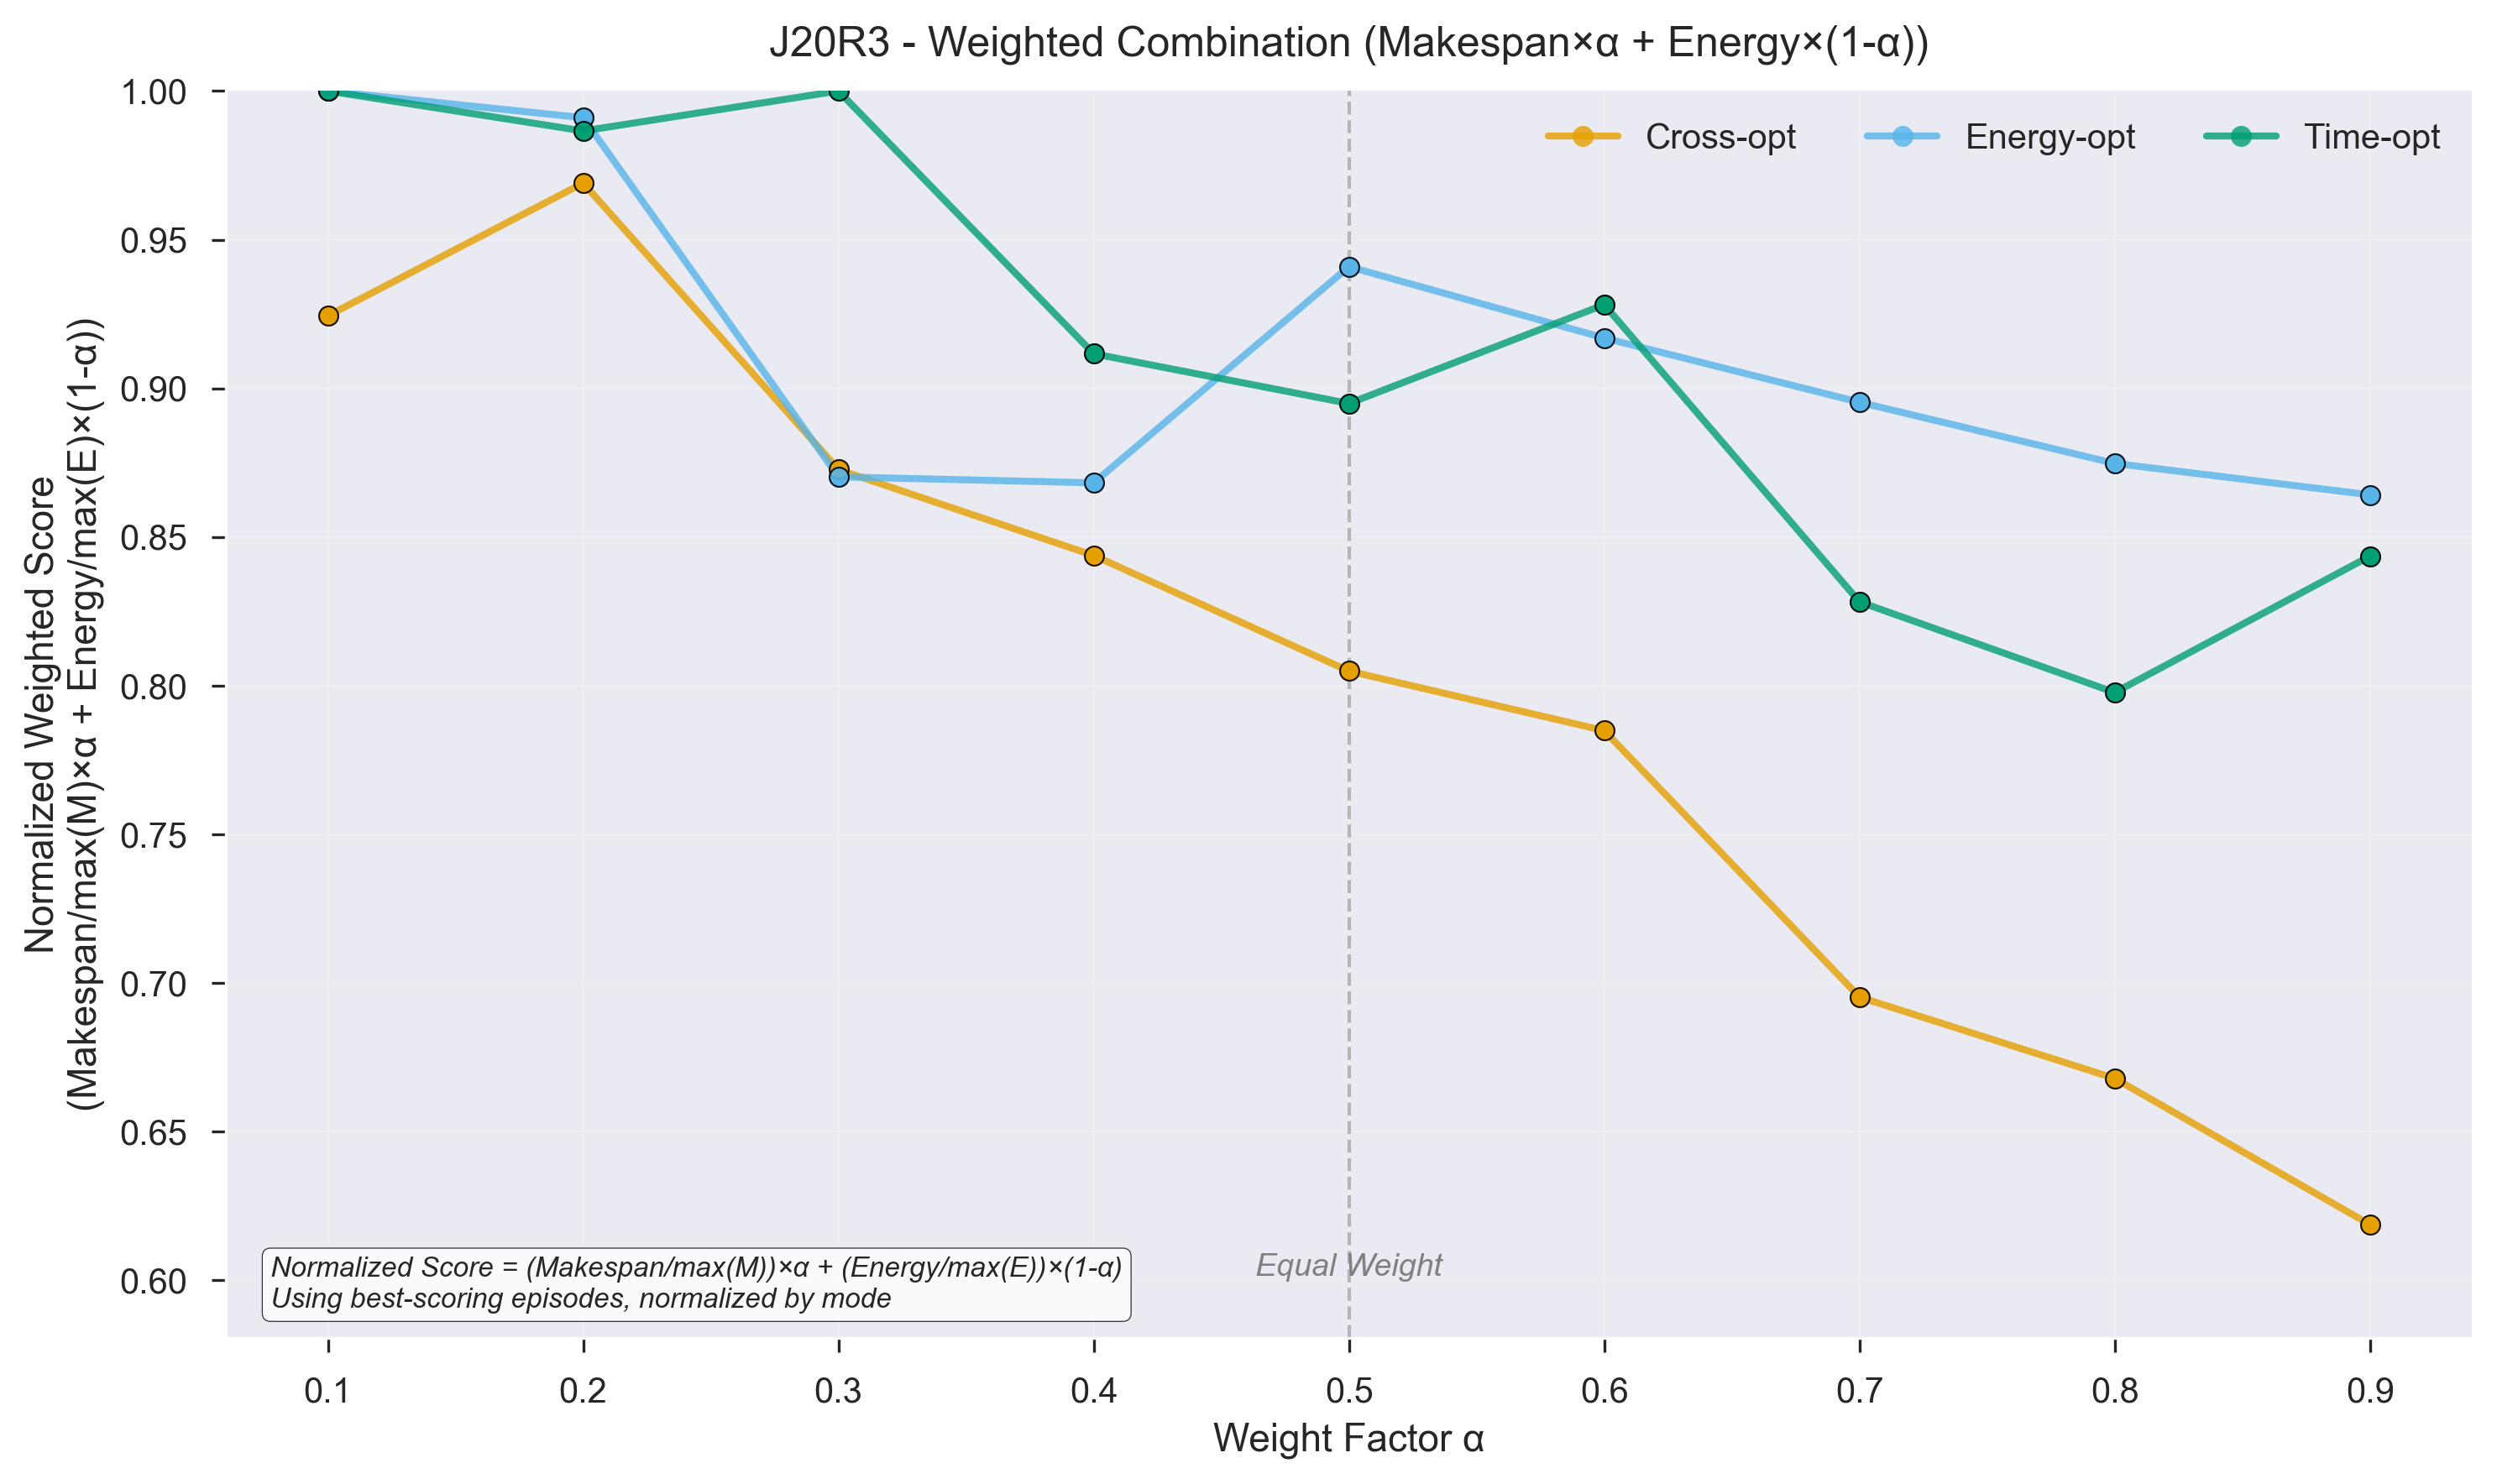 J20R3 - Weighted Combination (Makespan×α + Energy×(1-α))
Cross-opt
Energy-opt
Time-opt
Normalized Weighted Score
(Makespan/max(M)×α + Energy/max(E)×(1-α))
1.00
0.95
0.90
0.85
0.80
0.75
0.70
0.65
0.60
Normalized Score = (Makespan/max(M))×α + (Energy/max(E))×(1-α)
Using best-scoring episodes, normalized by mode
Equal Weight
0.1
0.2
0.3
0.4
0.5
0.6
0.7
0.8
0.9
Weight Factor α